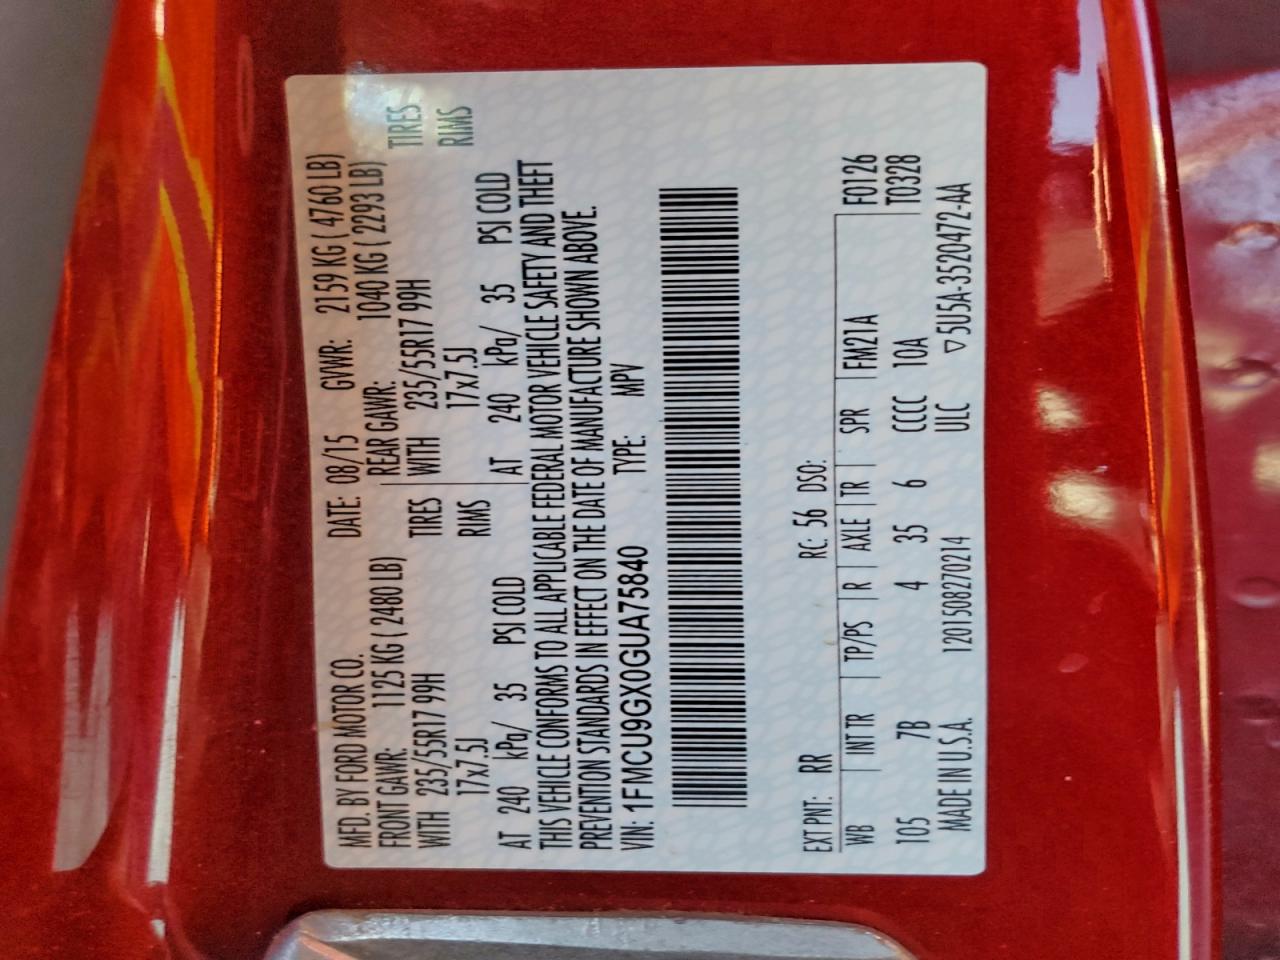 MFD. BY FORD MOTOR CO. DATE: 08/15 GVWR: 2159 KG ( 4760 LB)
FRONT GAWR: 1125 KG ( 2480 LB) REAR GAWR: 1040 KG ( 2293 LB)
WITH 235/55R17 99H TIRES WITH 235/55R17 99H TIRES
17x7.5J RIMS 17x7.5J RIMS
AT 240 kPa/ 35 PSI COLD AT 240 kPa/ 35 PSI COLD
THIS VEHICLE CONFORMS TO ALL APPLICABLE FEDERAL MOTOR VEHICLE SAFETY AND THEFT
PREVENTION STANDARDS IN EFFECT ON THE DATE OF MANUFACTURE SHOWN ABOVE.
VIN: 1FMCU9GX0GUA75840 TYPE: MPV
EXT PNT: RR RC: 56 DSO:
WB INT TR TP/PS R AXLE TR SPR FM21A F0126
105 7B 4 35 6 CCCC 10A T0328
MADE IN U.S.A. 1201508270214 ULC ▽5U5A-3520472-AA